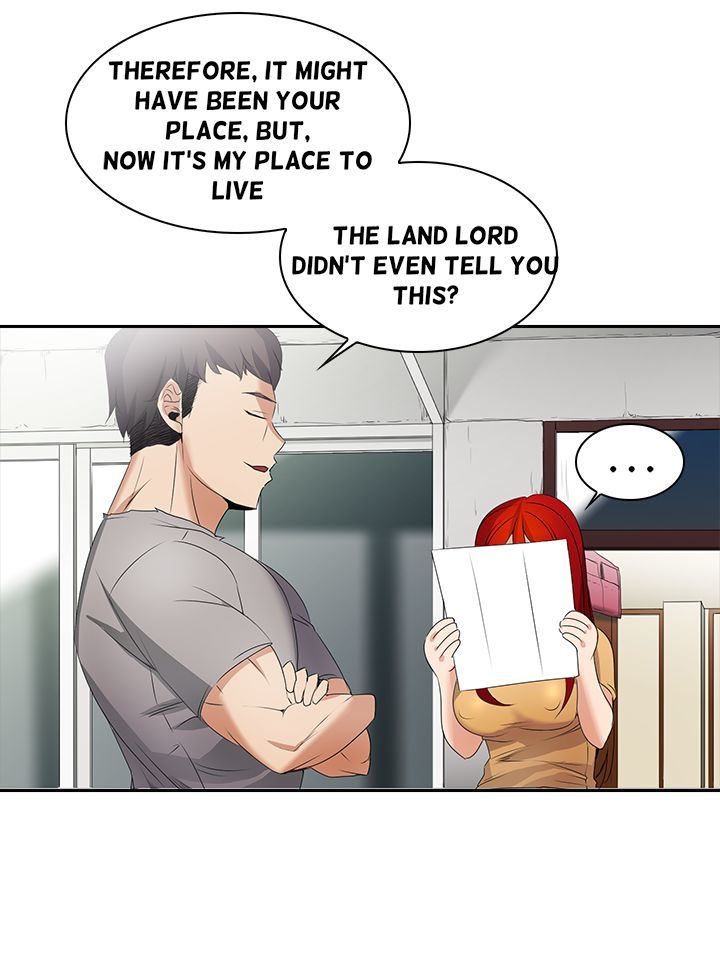 THEREFORE, IT MIGHT
HAVE BEEN YOUR
PLACE, BUT,
NOW IT'S MY PLACE TO
LIVE
THE LAND LORD
DIDN'T EVEN TELL YOU
THIS?
...